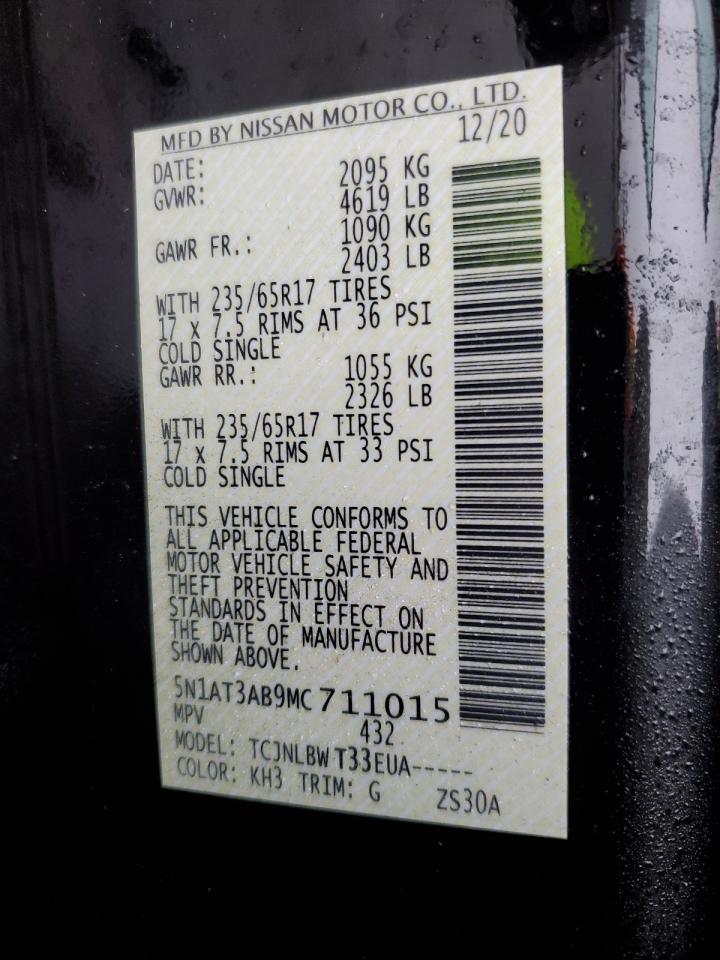 MFD BY NISSAN MOTOR CO., LTD.
DATE: 12/20
GVWR: 2095 KG
4619 LB
GAWR FR.: 1090 KG
2403 LB
WITH 235/65R17 TIRES
17 x 7.5 RIMS AT 36 PSI
COLD SINGLE
GAWR RR.: 1055 KG
2326 LB
WITH 235/65R17 TIRES
17 x 7.5 RIMS AT 33 PSI
COLD SINGLE
THIS VEHICLE CONFORMS TO
ALL APPLICABLE FEDERAL
MOTOR VEHICLE SAFETY AND
THEFT PREVENTION
STANDARDS IN EFFECT ON
THE DATE OF MANUFACTURE
SHOWN ABOVE.
5N1AT3AB9MC 711015
MPV 432
MODEL: TCJNLBW T33EUA-----
COLOR: KH3 TRIM: G ZS30A